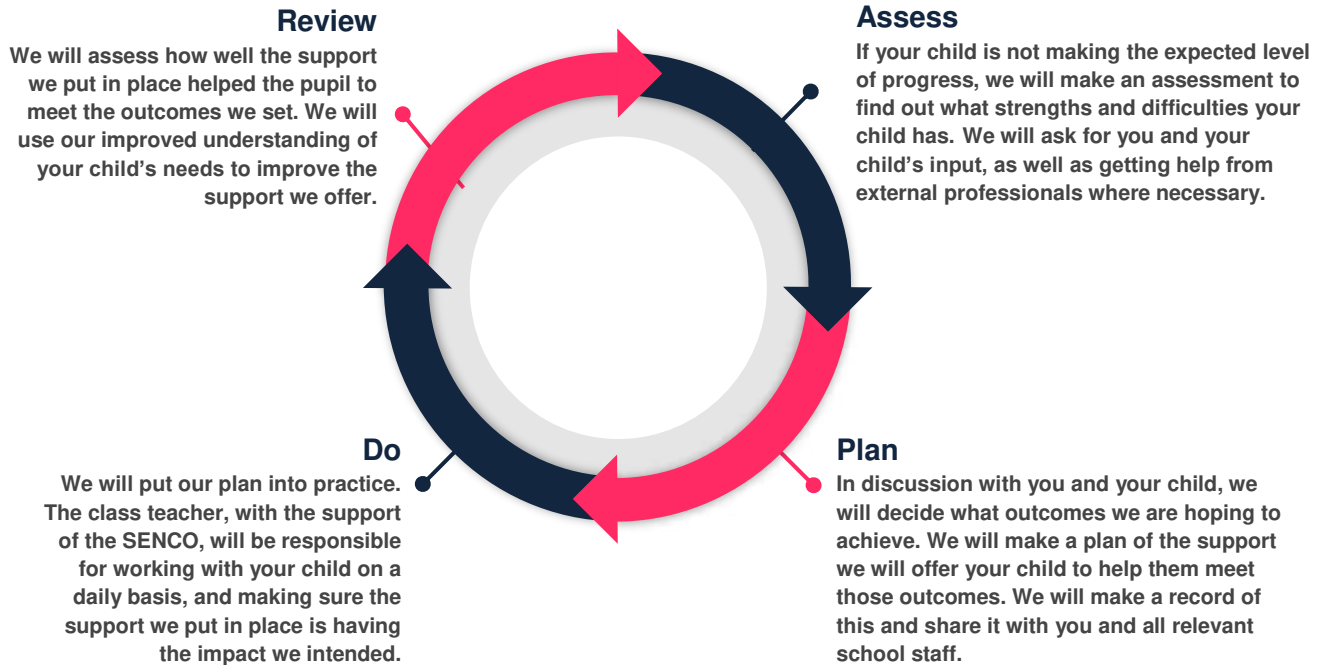 Review
We will assess how well the support
we put in place helped the pupil to
meet the outcomes we set. We will
use our improved understanding of
your child’s needs to improve the
support we offer.
Assess
If your child is not making the expected level
of progress, we will make an assessment to
find out what strengths and difficulties your
child has. We will ask for you and your
child’s input, as well as getting help from
external professionals where necessary.
Do
We will put our plan into practice.
The class teacher, with the support
of the SENCO, will be responsible
for working with your child on a
daily basis, and making sure the
support we put in place is having
the impact we intended.
Plan
In discussion with you and your child, we
will decide what outcomes we are hoping to
achieve. We will make a plan of the support
we will offer your child to help them meet
those outcomes. We will make a record of
this and share it with you and all relevant
school staff.